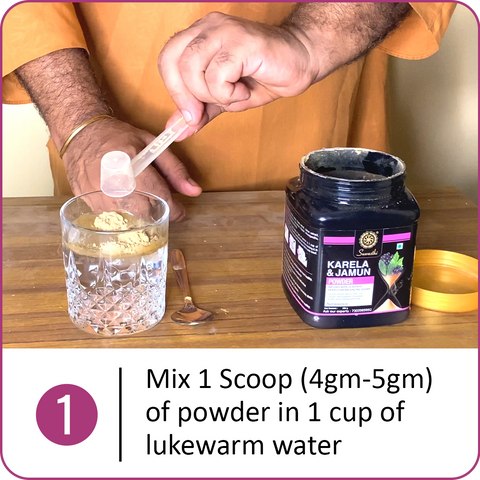 KARELA
& JAMUN
POWDER
1
Mix 1 Scoop (4gm-5gm)
of powder in 1 cup of
lukewarm water